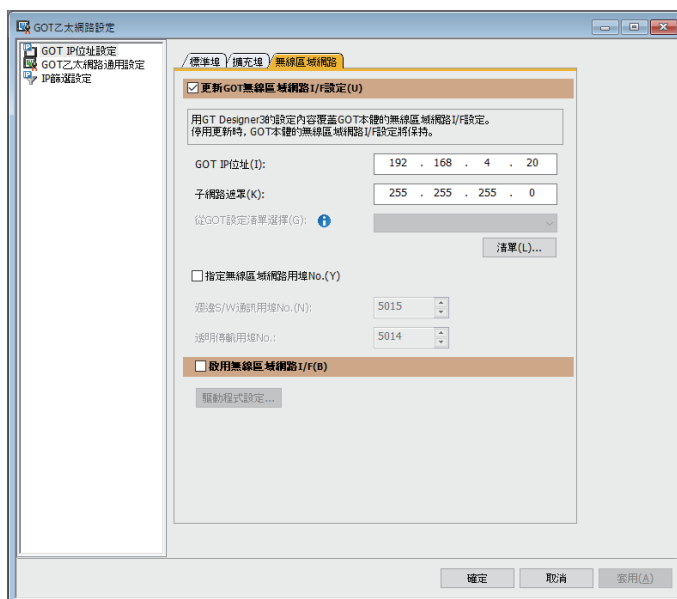 GOT乙太網路設定
GOT IP位址設定
GOT乙太網路通用設定
IP篩選設定
標準埠 擴充埠 無線區域網路
更新GOT無線區域網路I/F設定(U)
用GT Designer3的設定內容覆蓋GOT本體的無線區域網路I/F設定。
停用更新時,GOT本體的無線區域網路I/F設定將保持。
GOT IP位址(I): 192 . 168 . 4 . 20
子網路遮罩(K): 255 . 255 . 255 . 0
從GOT設定清單選擇(G):
清單(L)...
指定無線區域網路用埠No.(Y)
週邊S/W通訊用埠No.(N): 5015
透明傳輸用埠No.: 5014
啟用無線區域網路I/F(B)
驅動程式設定...
確定 取消 套用(A)